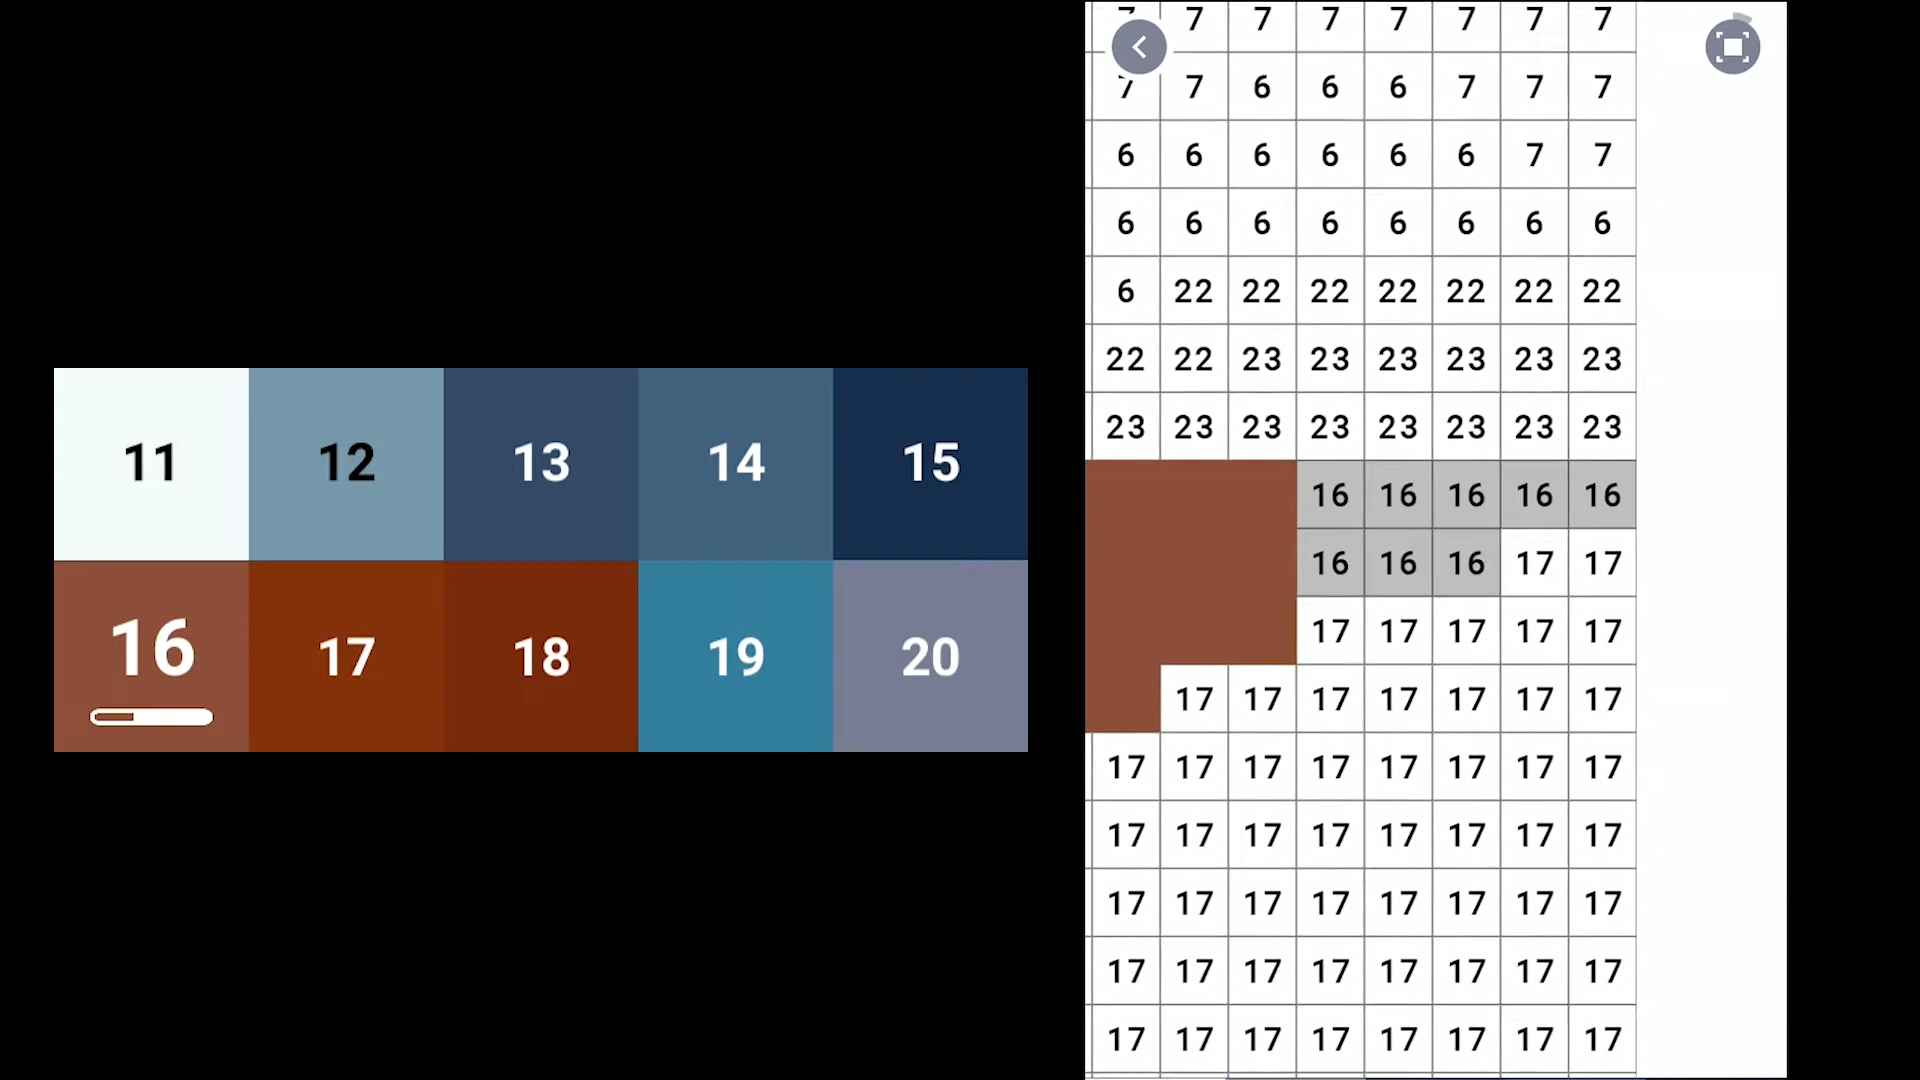 11 12 13 14 15
16 17 18 19 20
7 7 7 7 7 7 7 7
7 7 6 6 6 7 7 7
6 6 6 6 6 6 7 7
6 6 6 6 6 6 6 6
6 22 22 22 22 22 22 22
22 22 23 23 23 23 23 23
23 23 23 23 23 23 23 23
16 16 16 16 16
16 16 16 17 17
17 17 17 17 17
17 17 17 17 17 17 17
17 17 17 17 17 17 17 17
17 17 17 17 17 17 17 17
17 17 17 17 17 17 17 17
17 17 17 17 17 17 17 17
17 17 17 17 17 17 17 17